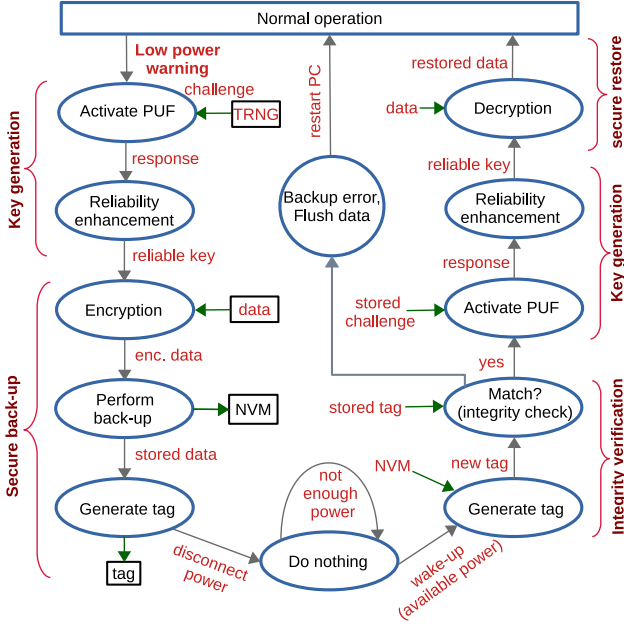 Normal operation
Low power
warning
challenge
Activate PUF
TRNG
response
Reliability
enhancement
reliable key
Key generation
Encryption
data
enc. data
Perform
back-up
NVM
stored data
Generate tag
tag
Secure back-up
disconnect
power
not
enough
power
Do nothing
wake-up
(available power)
NVM
Generate tag
new tag
stored tag
Match?
(integrity check)
Integrity verification
yes
Backup error,
Flush data
restart PC
stored
challenge
Activate PUF
response
Reliability
enhancement
Key generation
reliable key
data
Decryption
restored data
secure restore